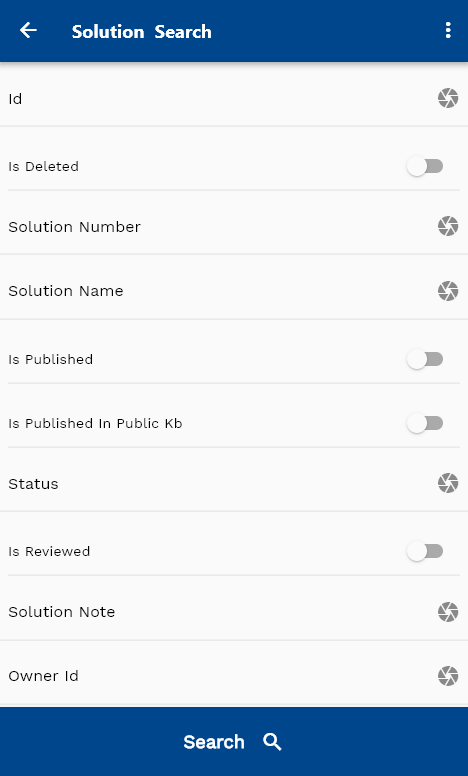 Solution Search
Id
Is Deleted
Solution Number
Solution Name
Is Published
Is Published In Public Kb
Status
Is Reviewed
Solution Note
Owner Id
Search